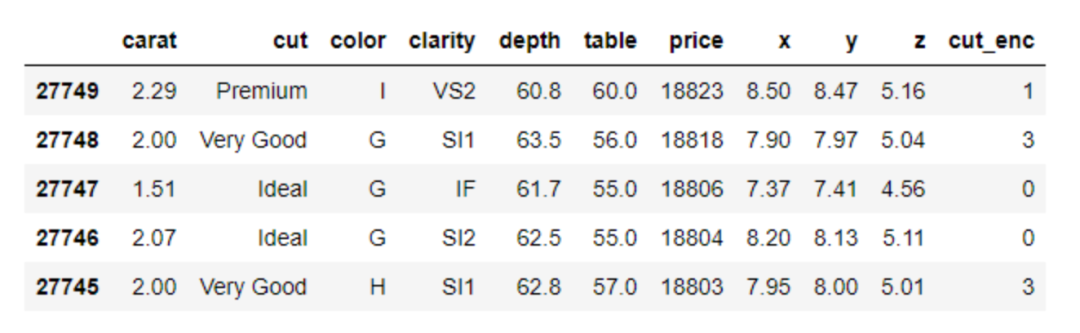 carat cut color clarity depth table price x y z cut_enc
27749 2.29 Premium I VS2 60.8 60.0 18823 8.50 8.47 5.16 1
27748 2.00 Very Good G SI1 63.5 56.0 18818 7.90 7.97 5.04 3
27747 1.51 Ideal G IF 61.7 55.0 18806 7.37 7.41 4.56 0
27746 2.07 Ideal G SI2 62.5 55.0 18804 8.20 8.13 5.11 0
27745 2.00 Very Good H SI1 62.8 57.0 18803 7.95 8.00 5.01 3